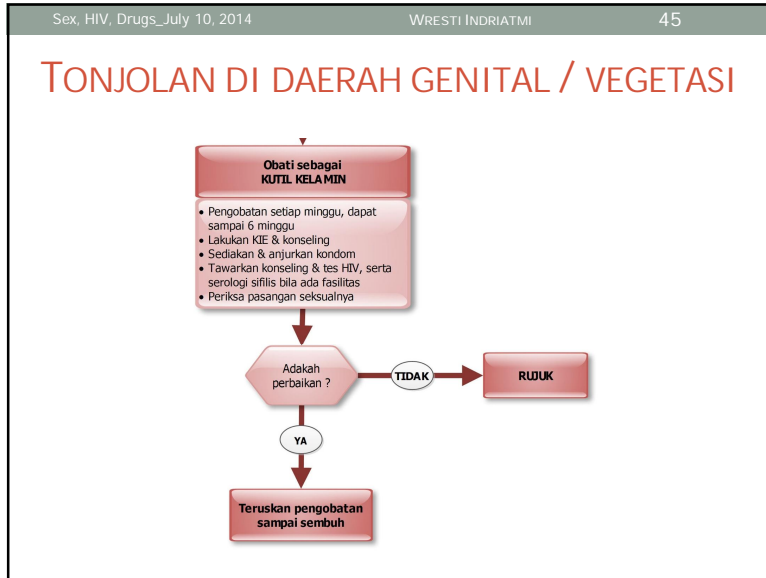 Sex, HIV, Drugs_July 10, 2014 WRESTI INDRIATMI 45
TONJOLAN DI DAERAH GENITAL / VEGETASI
Obati sebagai
KUTIL KELAMIN
• Pengobatan setiap minggu, dapat
sampai 6 minggu
• Lakukan KIE & konseling
• Sediakan & anjurkan kondom
• Tawarkan konseling & tes HIV, serta
serologi sifilis bila ada fasilitas
• Periksa pasangan seksualnya
Adakah
perbaikan ?
TIDAK
RUJUK
YA
Teruskan pengobatan
sampai sembuh